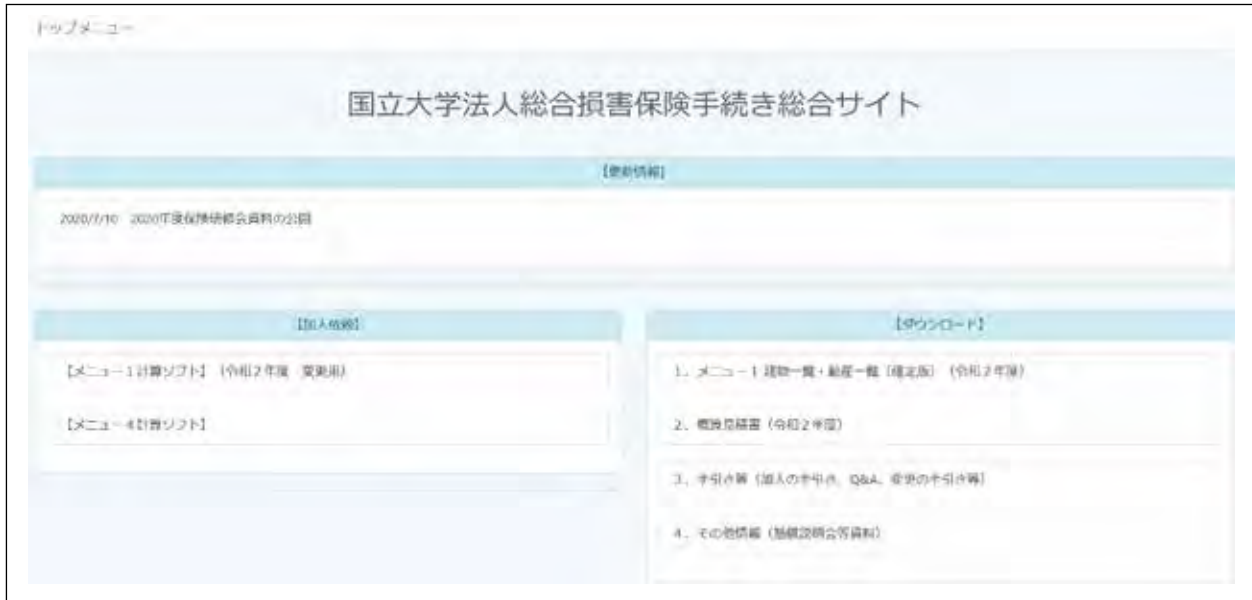 トップメニュー
国立大学法人総合損害保険手続き総合サイト
【更新情報】
2020/7/10 2020年度保険研修会資料の公開
【加入依頼】
【メニュー1計算ソフト】（令和2年度 変更用）
【メニュー4計算ソフト】
【ダウンロード】
1．メニュー1 建物一覧・動産一覧（確定版）（令和2年度）
2．概険見積書（令和2年度）
3．手引き等（加入の手引き、Q&A、変更の手引き等）
4．その他情報（説明会等資料）